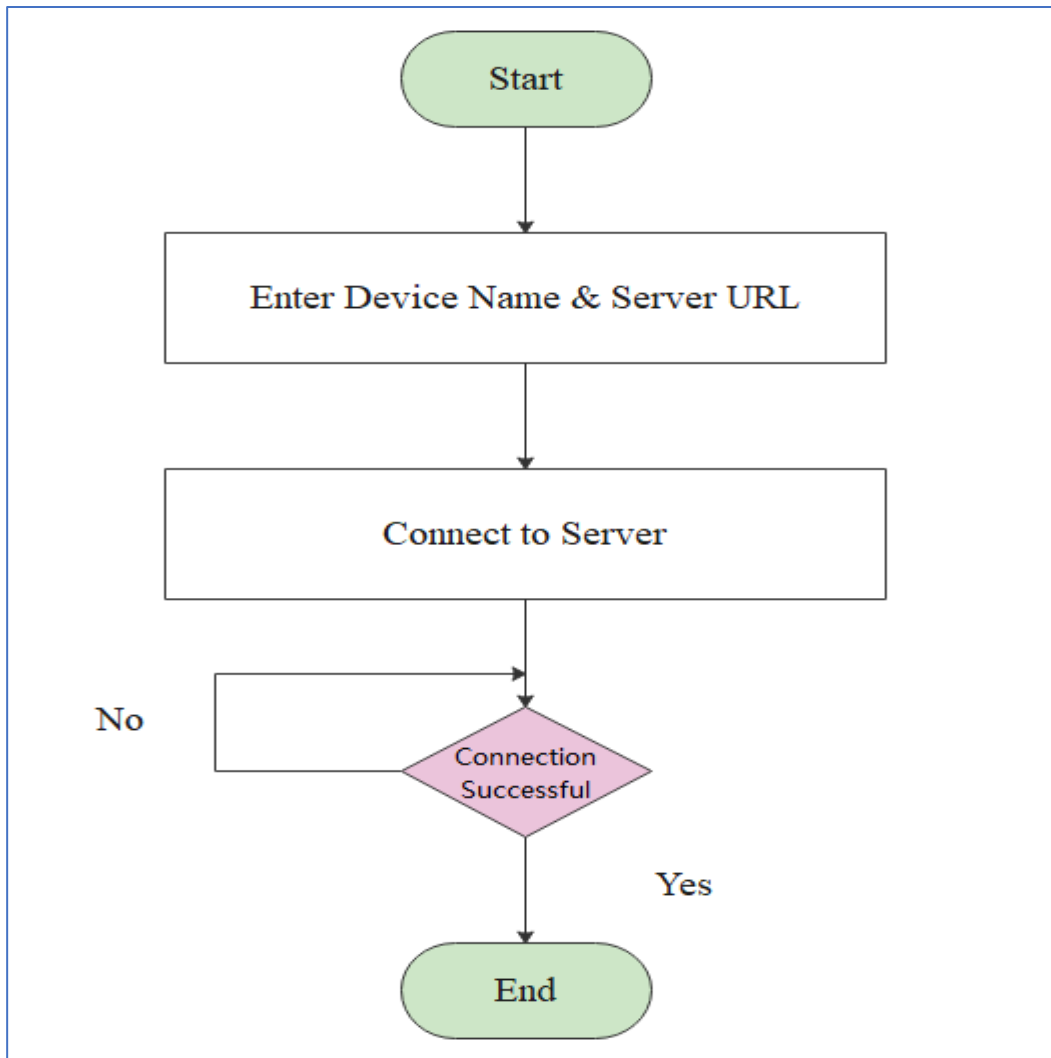 Start
Enter Device Name & Server URL
Connect to Server
No
Connection
Successful
Yes
End